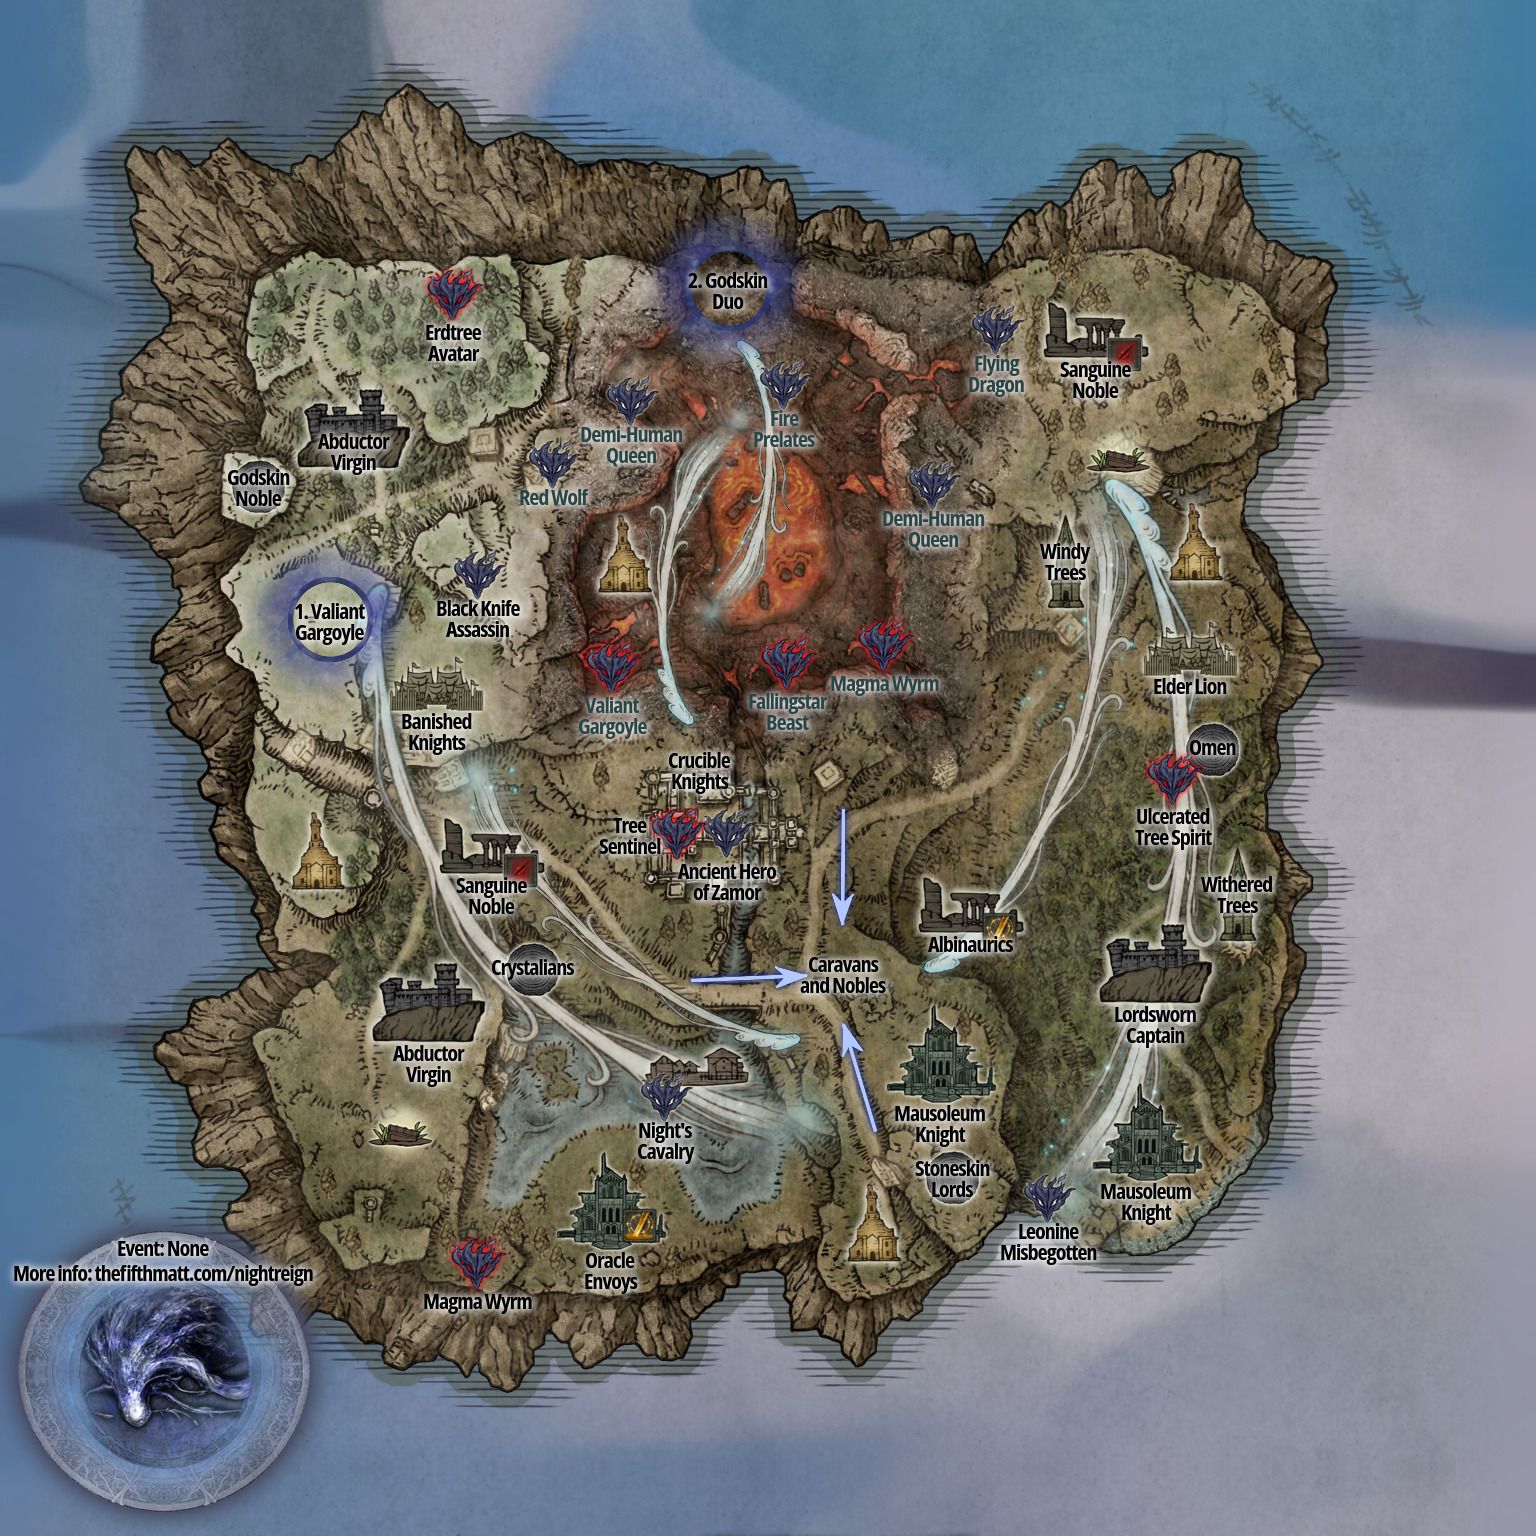 2. Godskin
Duo
Erdtree
Avatar
Flying
Dragon
Sanguine
Noble
Abductor
Virgin
Demi-Human
Queen
Fire
Prelates
Godskin
Noble
Red Wolf
Demi-Human
Queen
Windy
Trees
1. Valiant
Gargoyle
Black Knife
Assassin
Elder Lion
Banished
Knights
Valiant
Gargoyle
Fallingstar
Beast
Magma Wyrm
Omen
Crucible
Knights
Tree
Sentinel
Ancient Hero
of Zamor
Ulcerated
Tree Spirit
Sanguine
Noble
Withered
Trees
Albinaurics
Crystalians
Caravans
and Nobles
Lordsworn
Captain
Abductor
Virgin
Mausoleum
Knight
Night's
Cavalry
Stoneskin
Lords
Mausoleum
Knight
Leonine
Misbegotten
Oracle
Envoys
Magma Wyrm
Event: None
More info: thefifthmatt.com/nightreign